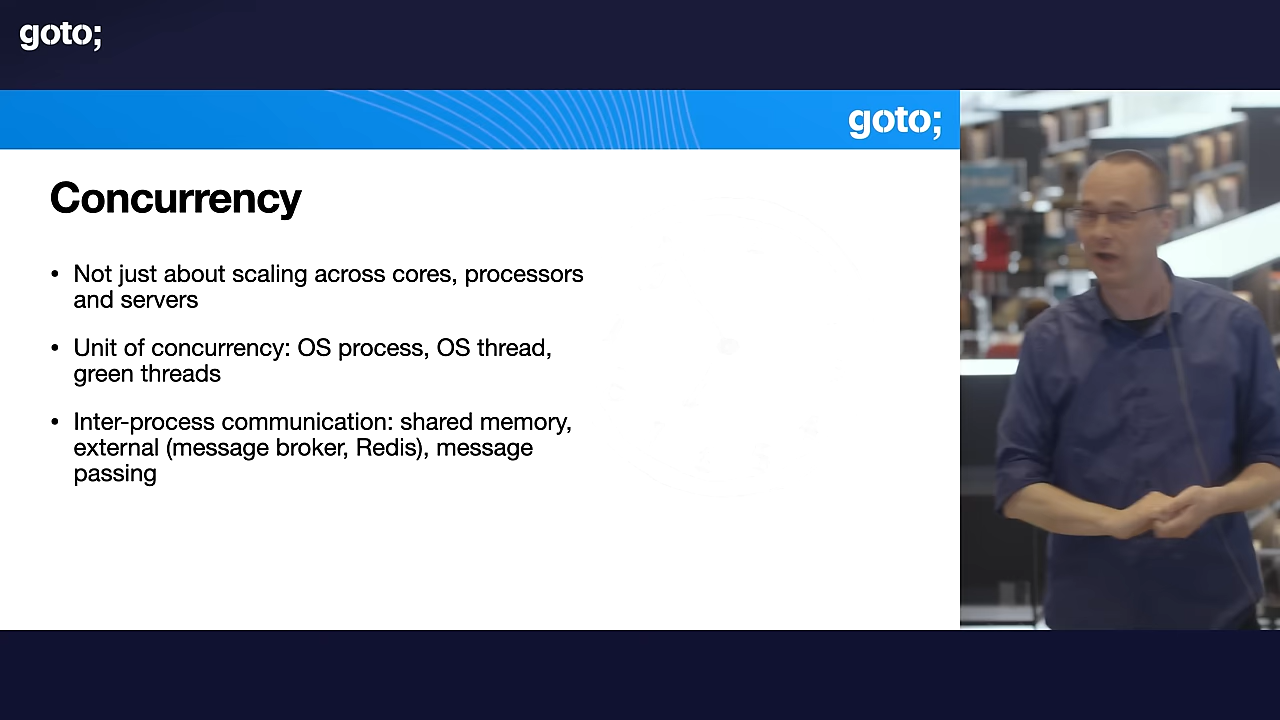 goto;
goto;
Concurrency
• Not just about scaling across cores, processors
and servers
• Unit of concurrency: OS process, OS thread,
green threads
• Inter-process communication: shared memory,
external (message broker, Redis), message
passing